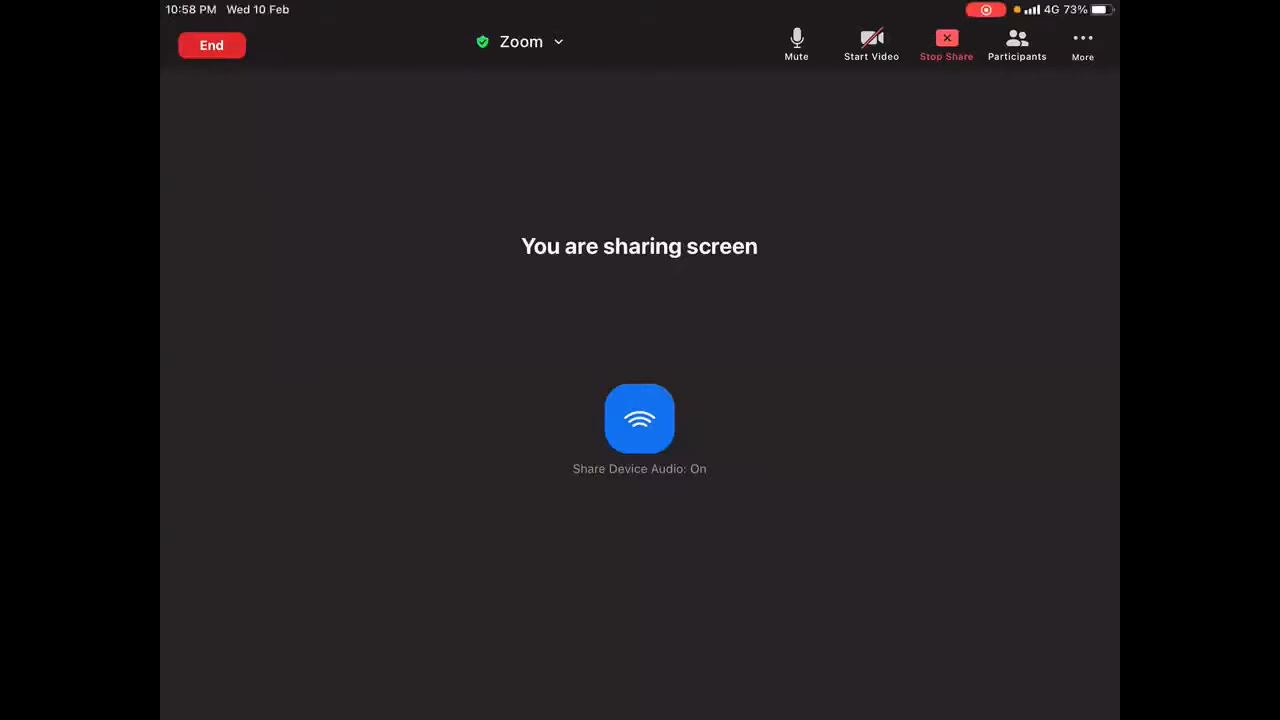 10:58 PM Wed 10 Feb
4G 73%
End
Zoom
Mute
Start Video
Stop Share
Participants
More
You are sharing screen
Share Device Audio: On